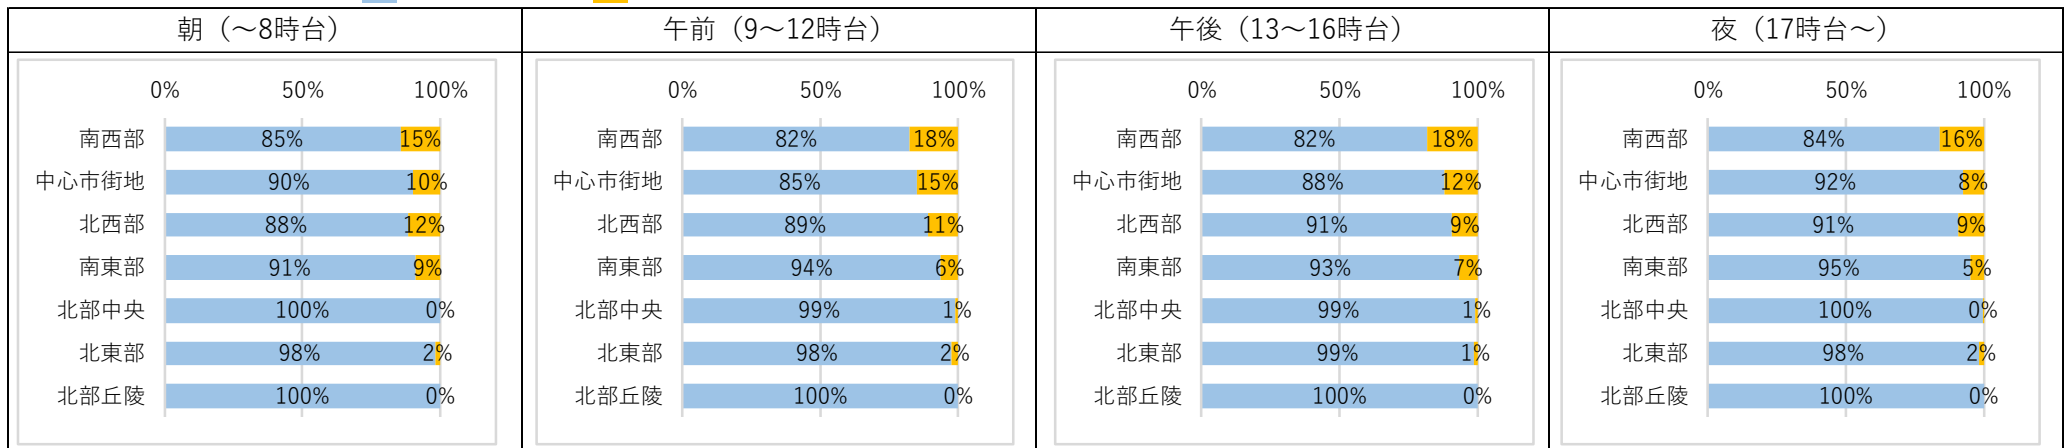 朝（～8時台）
午前（9～12時台）
午後（13～16時台）
夜（17時台～）
0% 50% 100%
南西部 85% 15%
中心市街地 90% 10%
北西部 88% 12%
南東部 91% 9%
北部中央 100% 0%
北東部 98% 2%
北部丘陵 100% 0%
0% 50% 100%
南西部 82% 18%
中心市街地 85% 15%
北西部 89% 11%
南東部 94% 6%
北部中央 99% 1%
北東部 98% 2%
北部丘陵 100% 0%
0% 50% 100%
南西部 82% 18%
中心市街地 88% 12%
北西部 91% 9%
南東部 93% 7%
北部中央 99% 1%
北東部 99% 1%
北部丘陵 100% 0%
0% 50% 100%
南西部 84% 16%
中心市街地 92% 8%
北西部 91% 9%
南東部 95% 5%
北部中央 100% 0%
北東部 98% 2%
北部丘陵 100% 0%